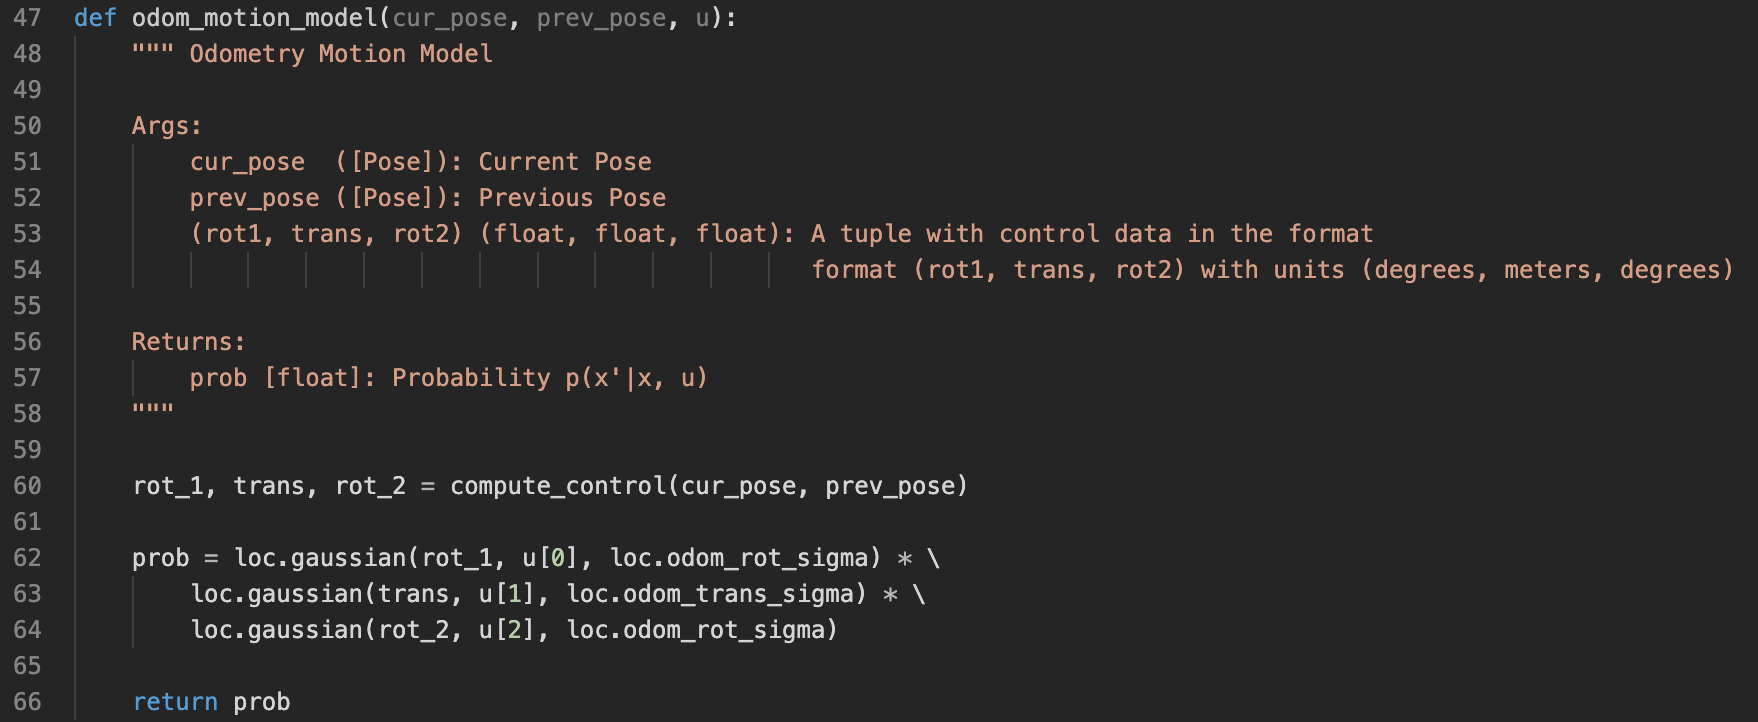 47 def odom_motion_model(cur_pose, prev_pose, u):
48     """ Odometry Motion Model
49
50     Args:
51         cur_pose  ([Pose]): Current Pose
52         prev_pose ([Pose]): Previous Pose
53         (rot1, trans, rot2) (float, float, float): A tuple with control data in the format
54                                                    format (rot1, trans, rot2) with units (degrees, meters, degrees)
55
56     Returns:
57         prob [float]: Probability p(x'|x, u)
58     """
59
60     rot_1, trans, rot_2 = compute_control(cur_pose, prev_pose)
61
62     prob = loc.gaussian(rot_1, u[0], loc.odom_rot_sigma) * \
63         loc.gaussian(trans, u[1], loc.odom_trans_sigma) * \
64         loc.gaussian(rot_2, u[2], loc.odom_rot_sigma)
65
66     return prob